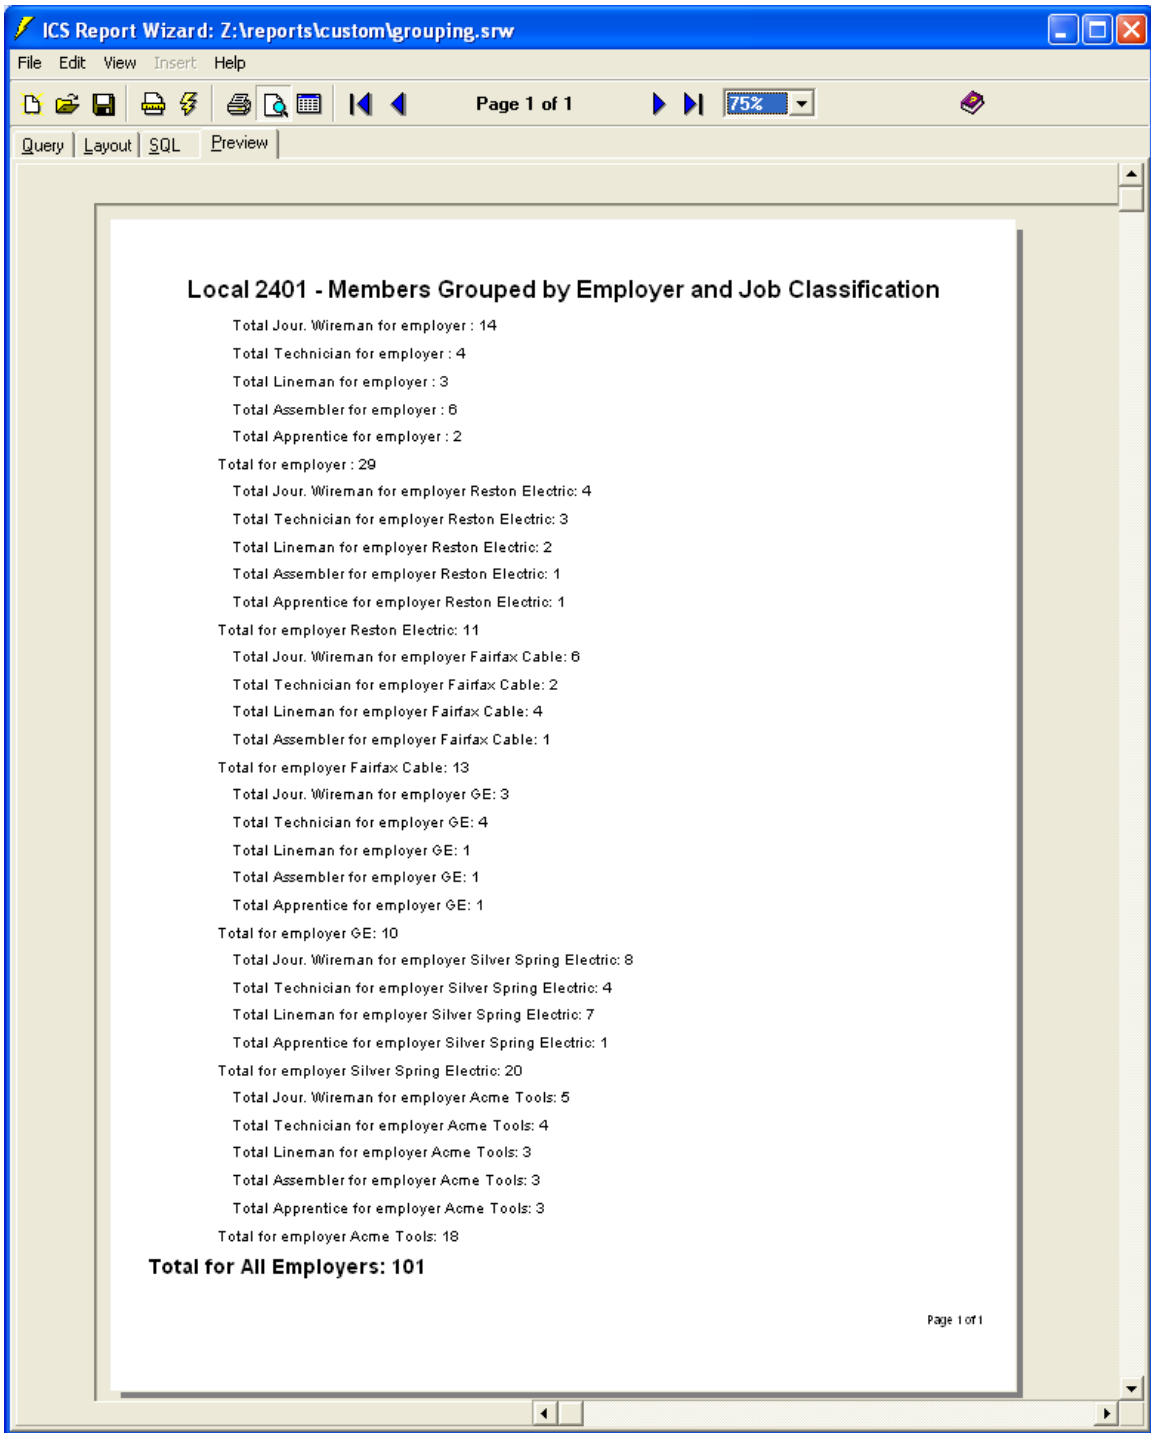 ICS Report Wizard: Z:\reports\custom\grouping.srw
File Edit View Insert Help
Page 1 of 1 75%
Query Layout SQL Preview
Local 2401 - Members Grouped by Employer and Job Classification
Total Jour. Wireman for employer : 14
Total Technician for employer : 4
Total Lineman for employer : 3
Total Assembler for employer : 6
Total Apprentice for employer : 2
Total for employer : 29
Total Jour. Wireman for employer Reston Electric: 4
Total Technician for employer Reston Electric: 3
Total Lineman for employer Reston Electric: 2
Total Assembler for employer Reston Electric: 1
Total Apprentice for employer Reston Electric: 1
Total for employer Reston Electric: 11
Total Jour. Wireman for employer Fairfax Cable: 6
Total Technician for employer Fairfax Cable: 2
Total Lineman for employer Fairfax Cable: 4
Total Assembler for employer Fairfax Cable: 1
Total for employer Fairfax Cable: 13
Total Jour. Wireman for employer GE: 3
Total Technician for employer GE: 4
Total Lineman for employer GE: 1
Total Assembler for employer GE: 1
Total Apprentice for employer GE: 1
Total for employer GE: 10
Total Jour. Wireman for employer Silver Spring Electric: 8
Total Technician for employer Silver Spring Electric: 4
Total Lineman for employer Silver Spring Electric: 7
Total Apprentice for employer Silver Spring Electric: 1
Total for employer Silver Spring Electric: 20
Total Jour. Wireman for employer Acme Tools: 5
Total Technician for employer Acme Tools: 4
Total Lineman for employer Acme Tools: 3
Total Assembler for employer Acme Tools: 3
Total Apprentice for employer Acme Tools: 3
Total for employer Acme Tools: 18
Total for All Employers: 101
Page 1 of 1